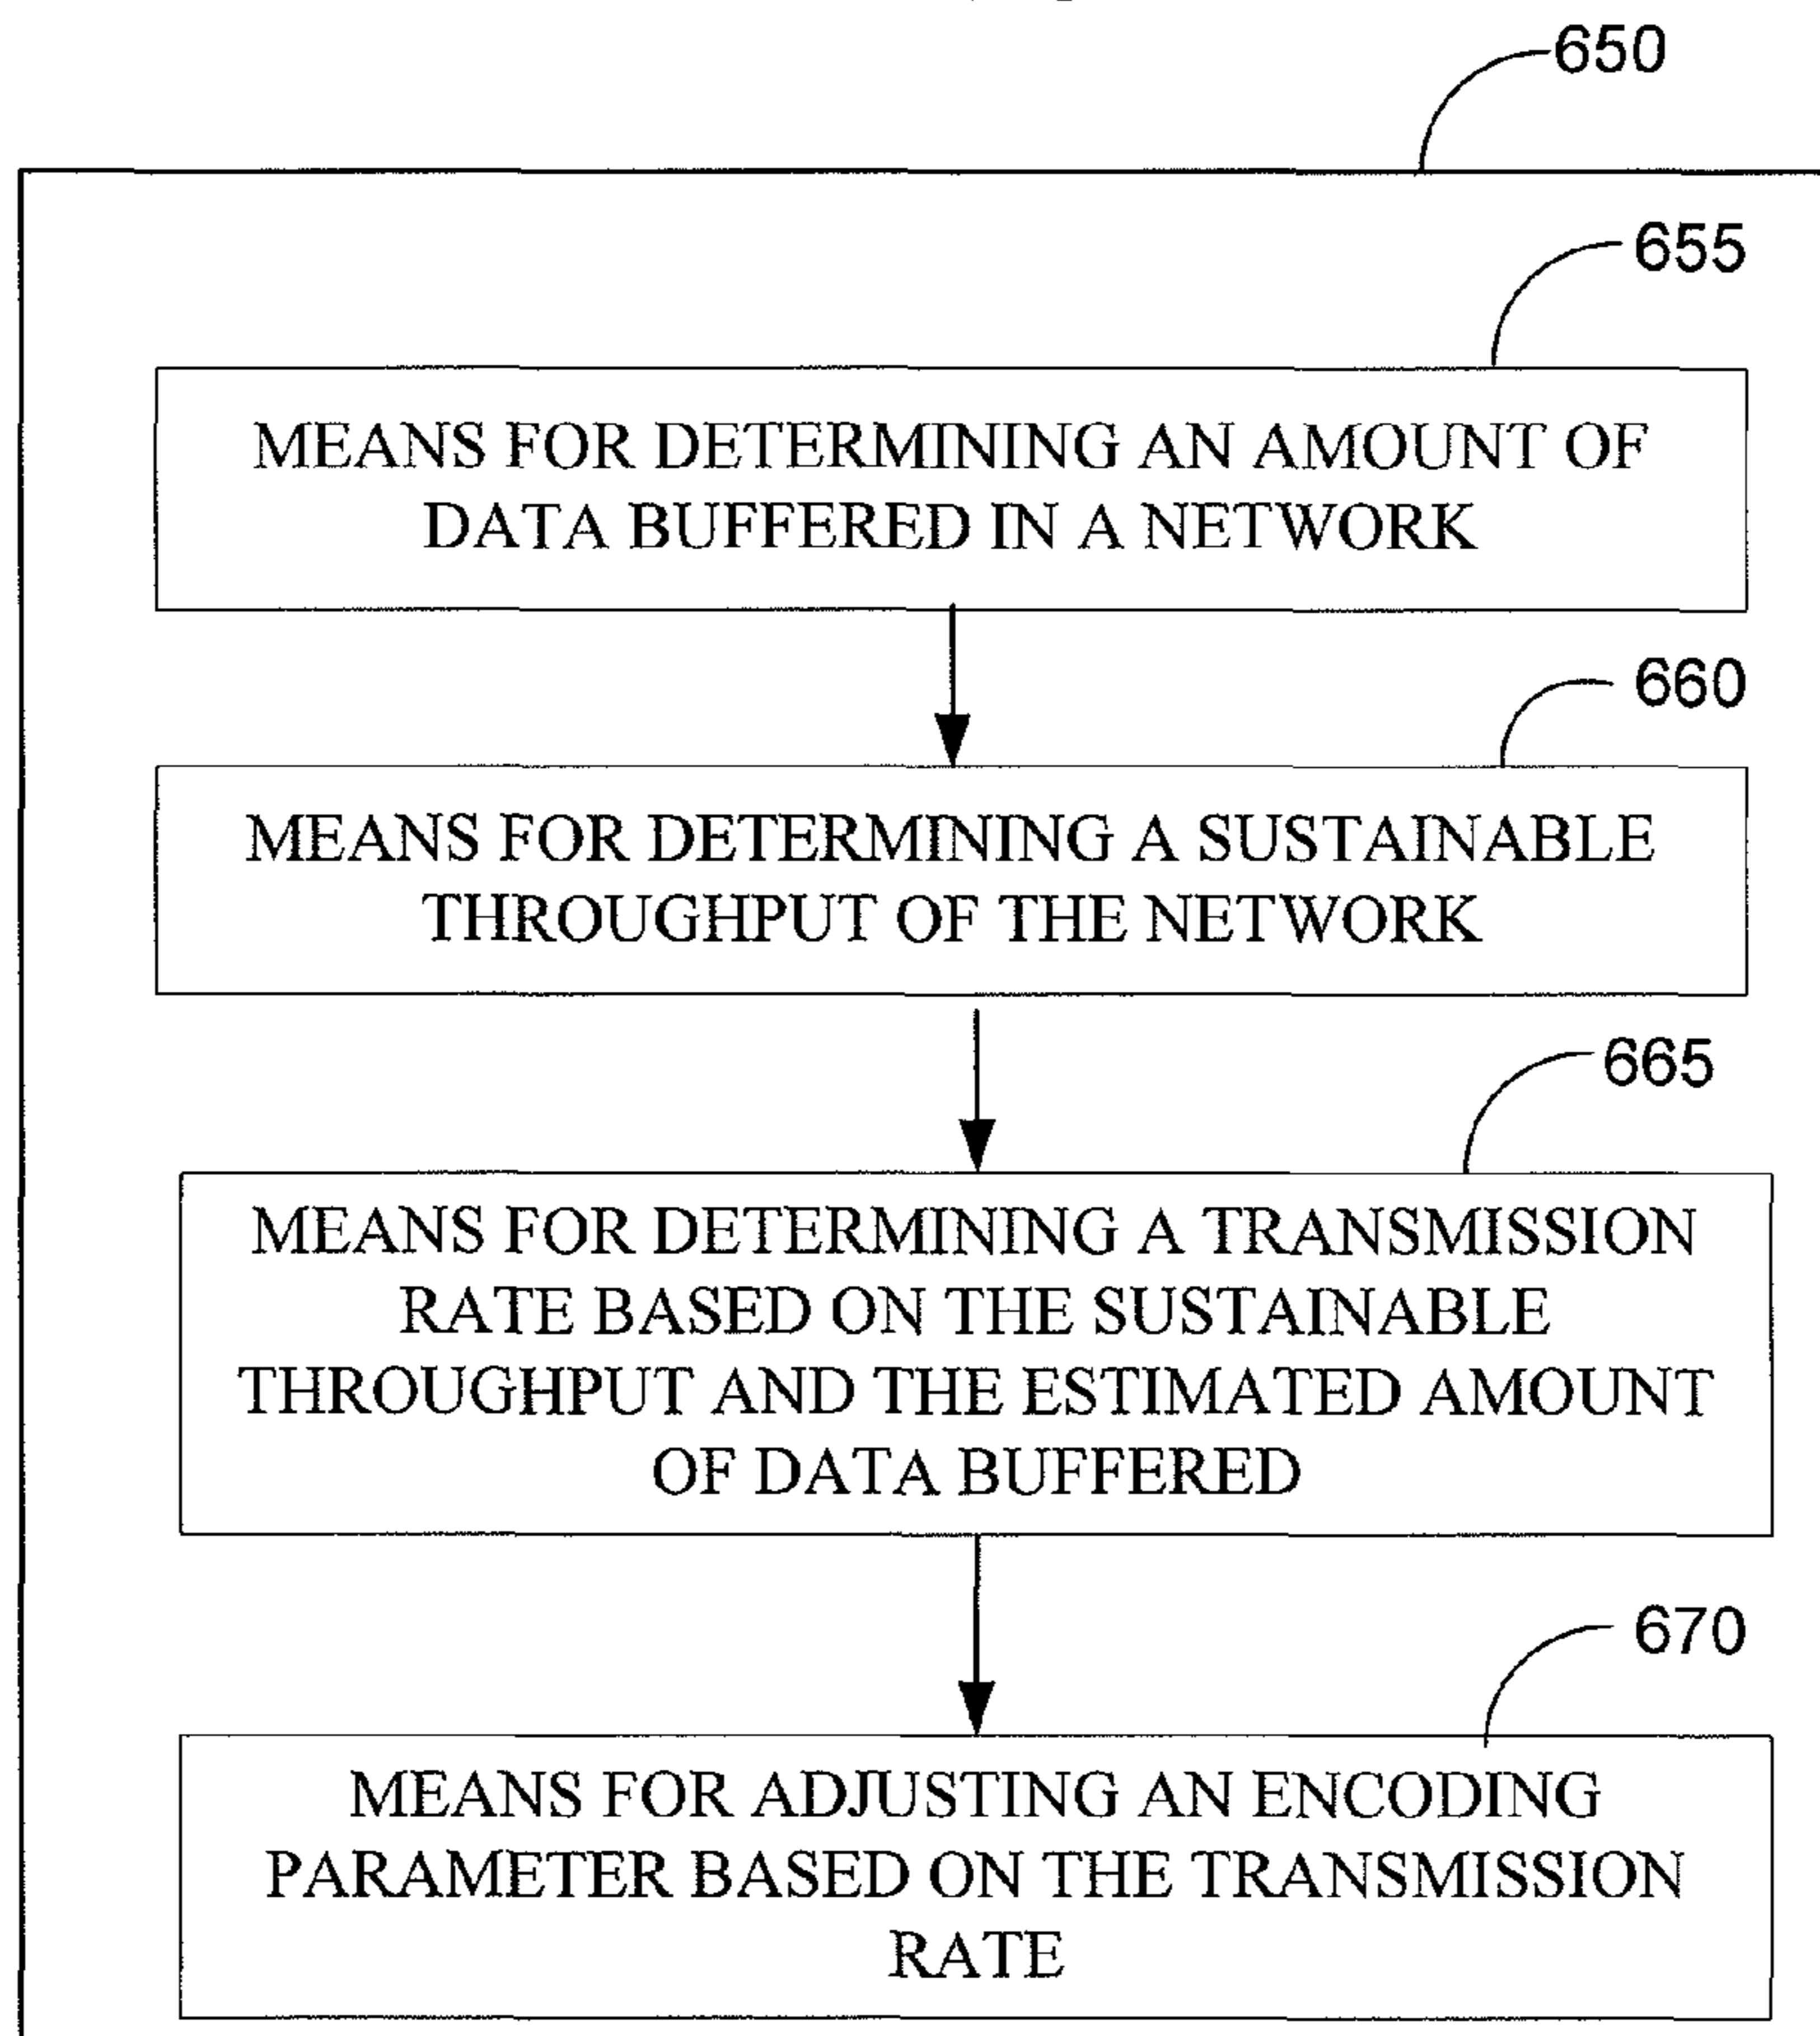 650
655
MEANS FOR DETERMINING AN AMOUNT OF
DATA BUFFERED IN A NETWORK
660
MEANS FOR DETERMINING A SUSTAINABLE
THROUGHPUT OF THE NETWORK
665
MEANS FOR DETERMINING A TRANSMISSION
RATE BASED ON THE SUSTAINABLE
THROUGHPUT AND THE ESTIMATED AMOUNT
OF DATA BUFFERED
670
MEANS FOR ADJUSTING AN ENCODING
PARAMETER BASED ON THE TRANSMISSION
RATE